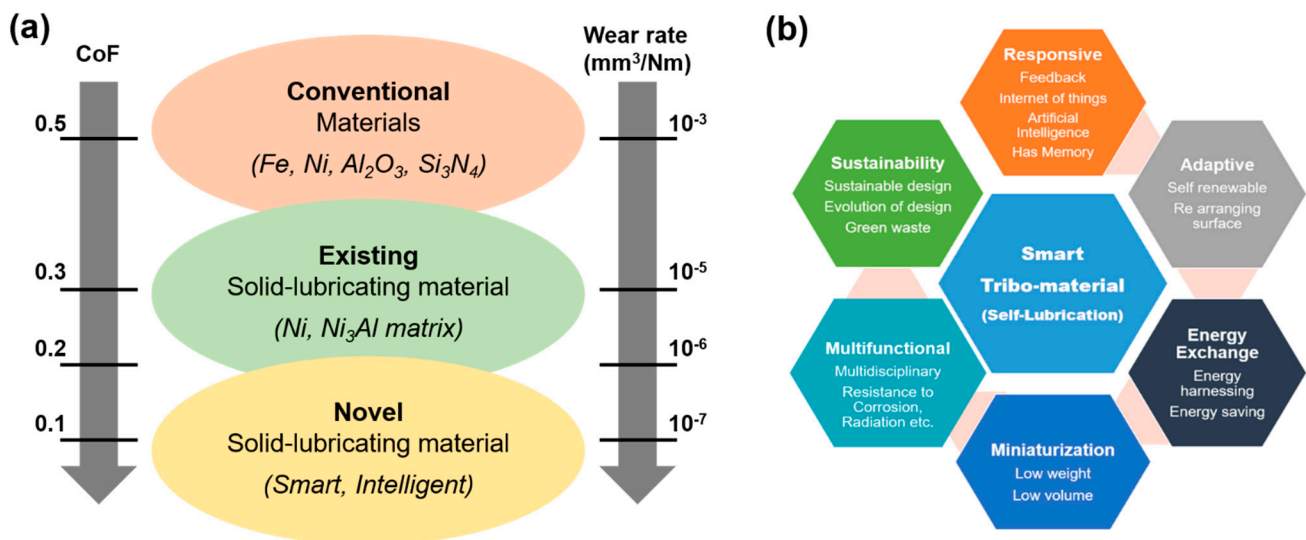 (a)
CoF
0.5
0.3
0.2
0.1
Conventional
Materials
(Fe, Ni, Al₂O₃, Si₃N₄)
Existing
Solid-lubricating material
(Ni, Ni₃Al matrix)
Novel
Solid-lubricating material
(Smart, Intelligent)
Wear rate
(mm³/Nm)
10⁻³
10⁻⁵
10⁻⁶
10⁻⁷
(b)
Responsive
Feedback
Internet of things
Artificial
Intelligence
Has Memory
Sustainability
Sustainable design
Evolution of design
Green waste
Adaptive
Self renewable
Re arranging
surface
Smart
Tribo-material
(Self-Lubrication)
Multifunctional
Multidisciplinary
Resistance to
Corrosion,
Radiation etc.
Energy
Exchange
Energy
harnessing
Energy saving
Miniaturization
Low weight
Low volume